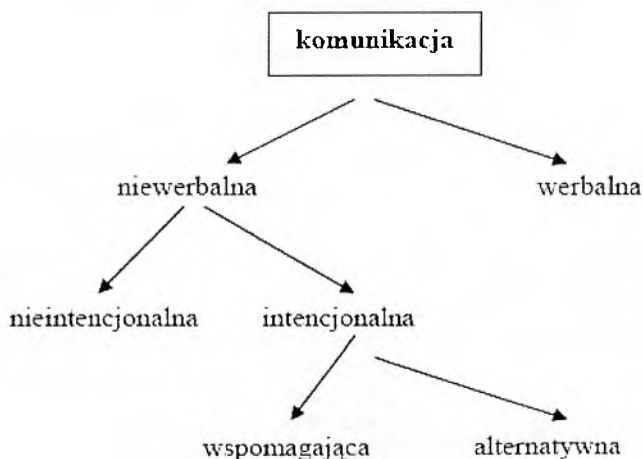 komunikacja
niewerbalna werbalna
nieintencjonalna intencjonalna
wspomagająca alternatywna